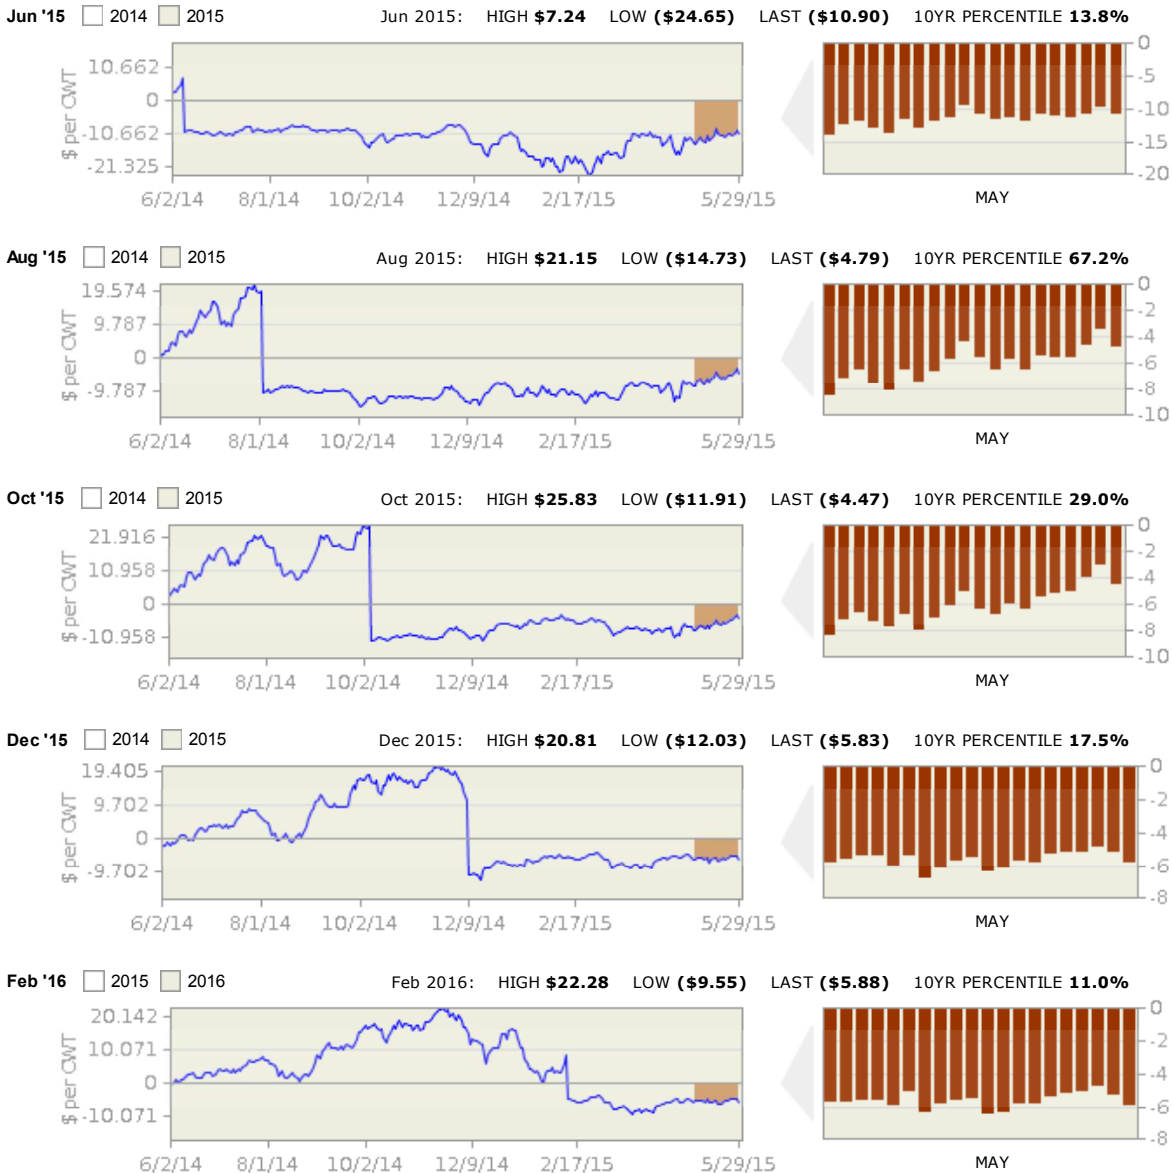 Jun '15 2014 2015 Jun 2015: HIGH $7.24 LOW ($24.65) LAST ($10.90) 10YR PERCENTILE 13.8%
$ per CWT
10.662
0
-10.662
-21.325
6/2/14 8/1/14 10/2/14 12/9/14 2/17/15 5/29/15
0
-5
-10
-15
-20
MAY
Aug '15 2014 2015 Aug 2015: HIGH $21.15 LOW ($14.73) LAST ($4.79) 10YR PERCENTILE 67.2%
$ per CWT
19.574
9.787
0
-9.787
6/2/14 8/1/14 10/2/14 12/9/14 2/17/15 5/29/15
0
-2
-4
-6
-8
-10
MAY
Oct '15 2014 2015 Oct 2015: HIGH $25.83 LOW ($11.91) LAST ($4.47) 10YR PERCENTILE 29.0%
$ per CWT
21.916
10.958
0
-10.958
6/2/14 8/1/14 10/2/14 12/9/14 2/17/15 5/29/15
0
-2
-4
-6
-8
-10
MAY
Dec '15 2014 2015 Dec 2015: HIGH $20.81 LOW ($12.03) LAST ($5.83) 10YR PERCENTILE 17.5%
$ per CWT
19.405
9.702
0
-9.702
6/2/14 8/1/14 10/2/14 12/9/14 2/17/15 5/29/15
0
-2
-4
-6
-8
MAY
Feb '16 2015 2016 Feb 2016: HIGH $22.28 LOW ($9.55) LAST ($5.88) 10YR PERCENTILE 11.0%
$ per CWT
20.142
10.071
0
-10.071
6/2/14 8/1/14 10/2/14 12/9/14 2/17/15 5/29/15
0
-2
-4
-6
-8
MAY